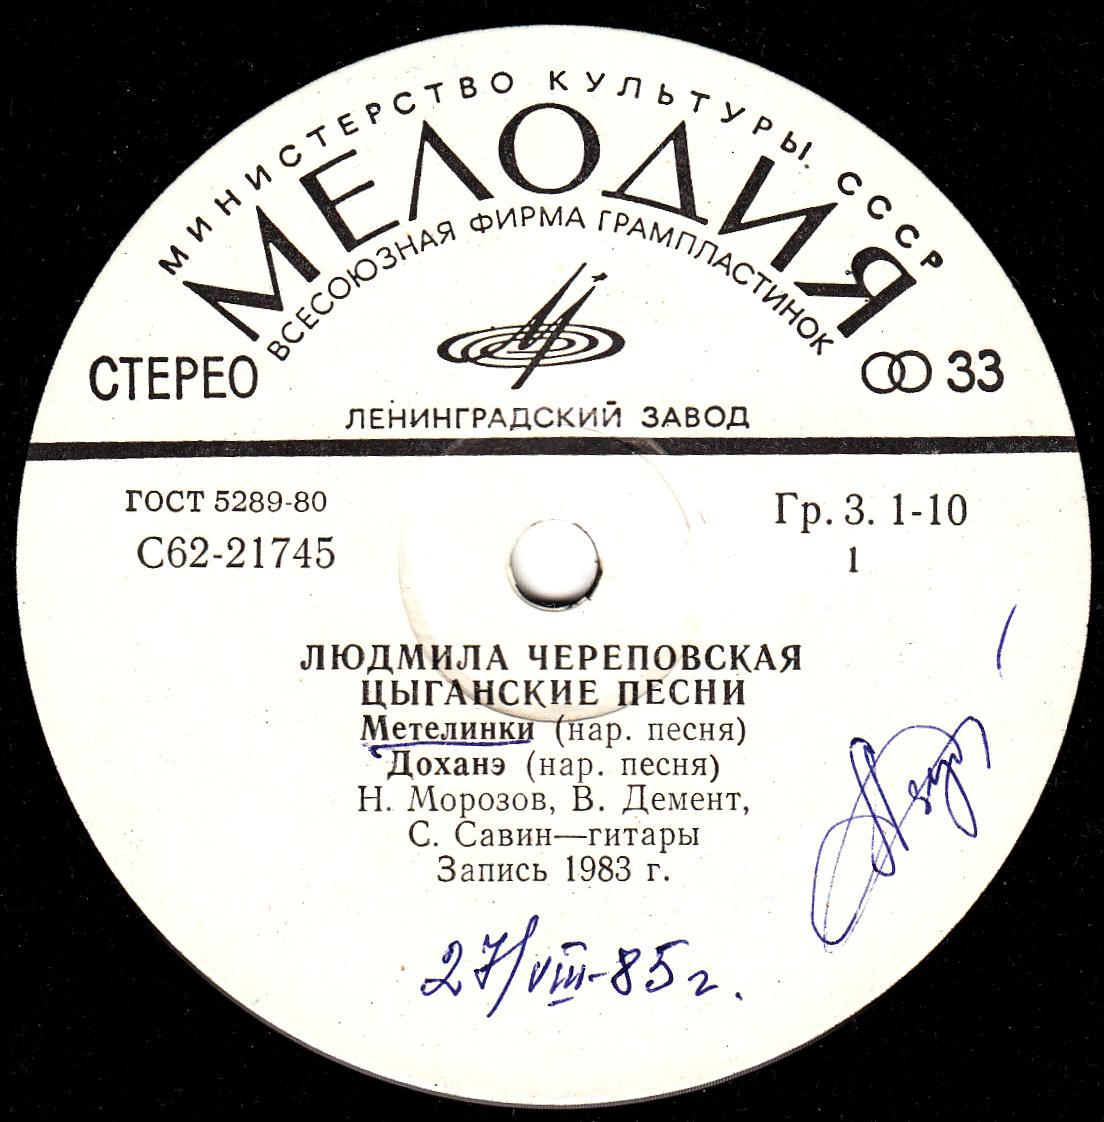 МИНИСТЕРСТВО КУЛЬТУРЫ. СССР
МЕЛОДИЯ
ВСЕСОЮЗНАЯ ФИРМА ГРАМПЛАСТИНОК
СТЕРЕО
33
ЛЕНИНГРАДСКИЙ ЗАВОД
ГОСТ 5289-80
Гр. 3. 1-10
С62-21745
1
ЛЮДМИЛА ЧЕРЕПОВСКАЯ
ЦЫГАНСКИЕ ПЕСНИ
Метелинки (нар. песня)
Доханэ (нар. песня)
Н. Морозов, В. Демент,
С. Савин—гитары
Запись 1983 г.
27/VIII-85г.